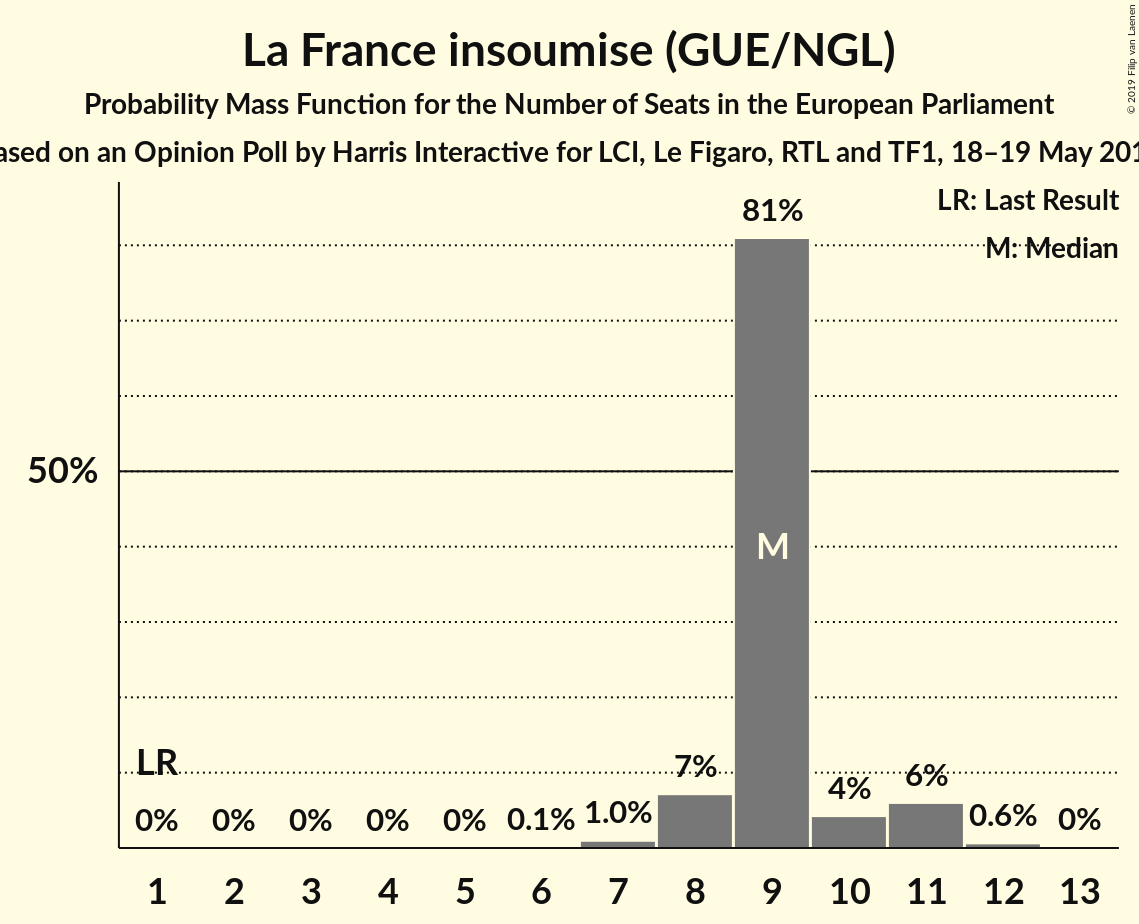 La France insoumise (GUE/NGL)
Probability Mass Function for the Number of Seats in the European Parliament
on an Opinion Poll by Harris Interactive for LCI, Le Figaro, RTL and TF1, 18–19 May
© 2019 Filip van Laenen
LR: Last Result
M: Median
81%
50%
M
LR
0% 0% 0% 0% 0% 0.1% 1.0% 7% 4% 6% 0.6% 0%
1 2 3 4 5 6 7 8 9 10 11 12 13